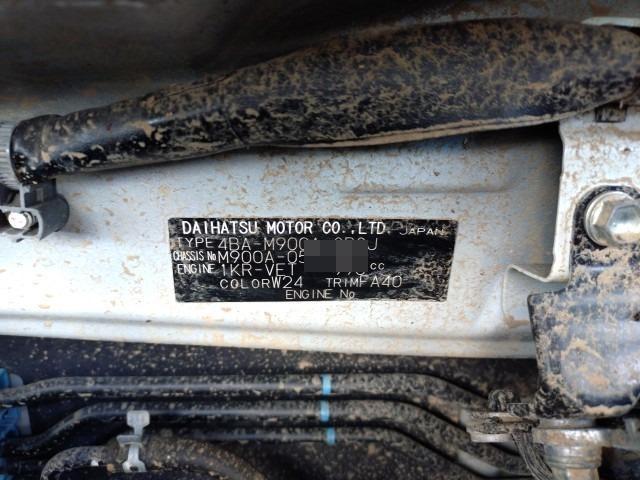 DAIHATSU MOTOR CO.,LTD. JAPAN
TYPE 4BA-M900A-
CHASSIS No M900A-05
ENGINE 1KR-VET cc
COLOR W24 TRIM FA40
ENGINE No